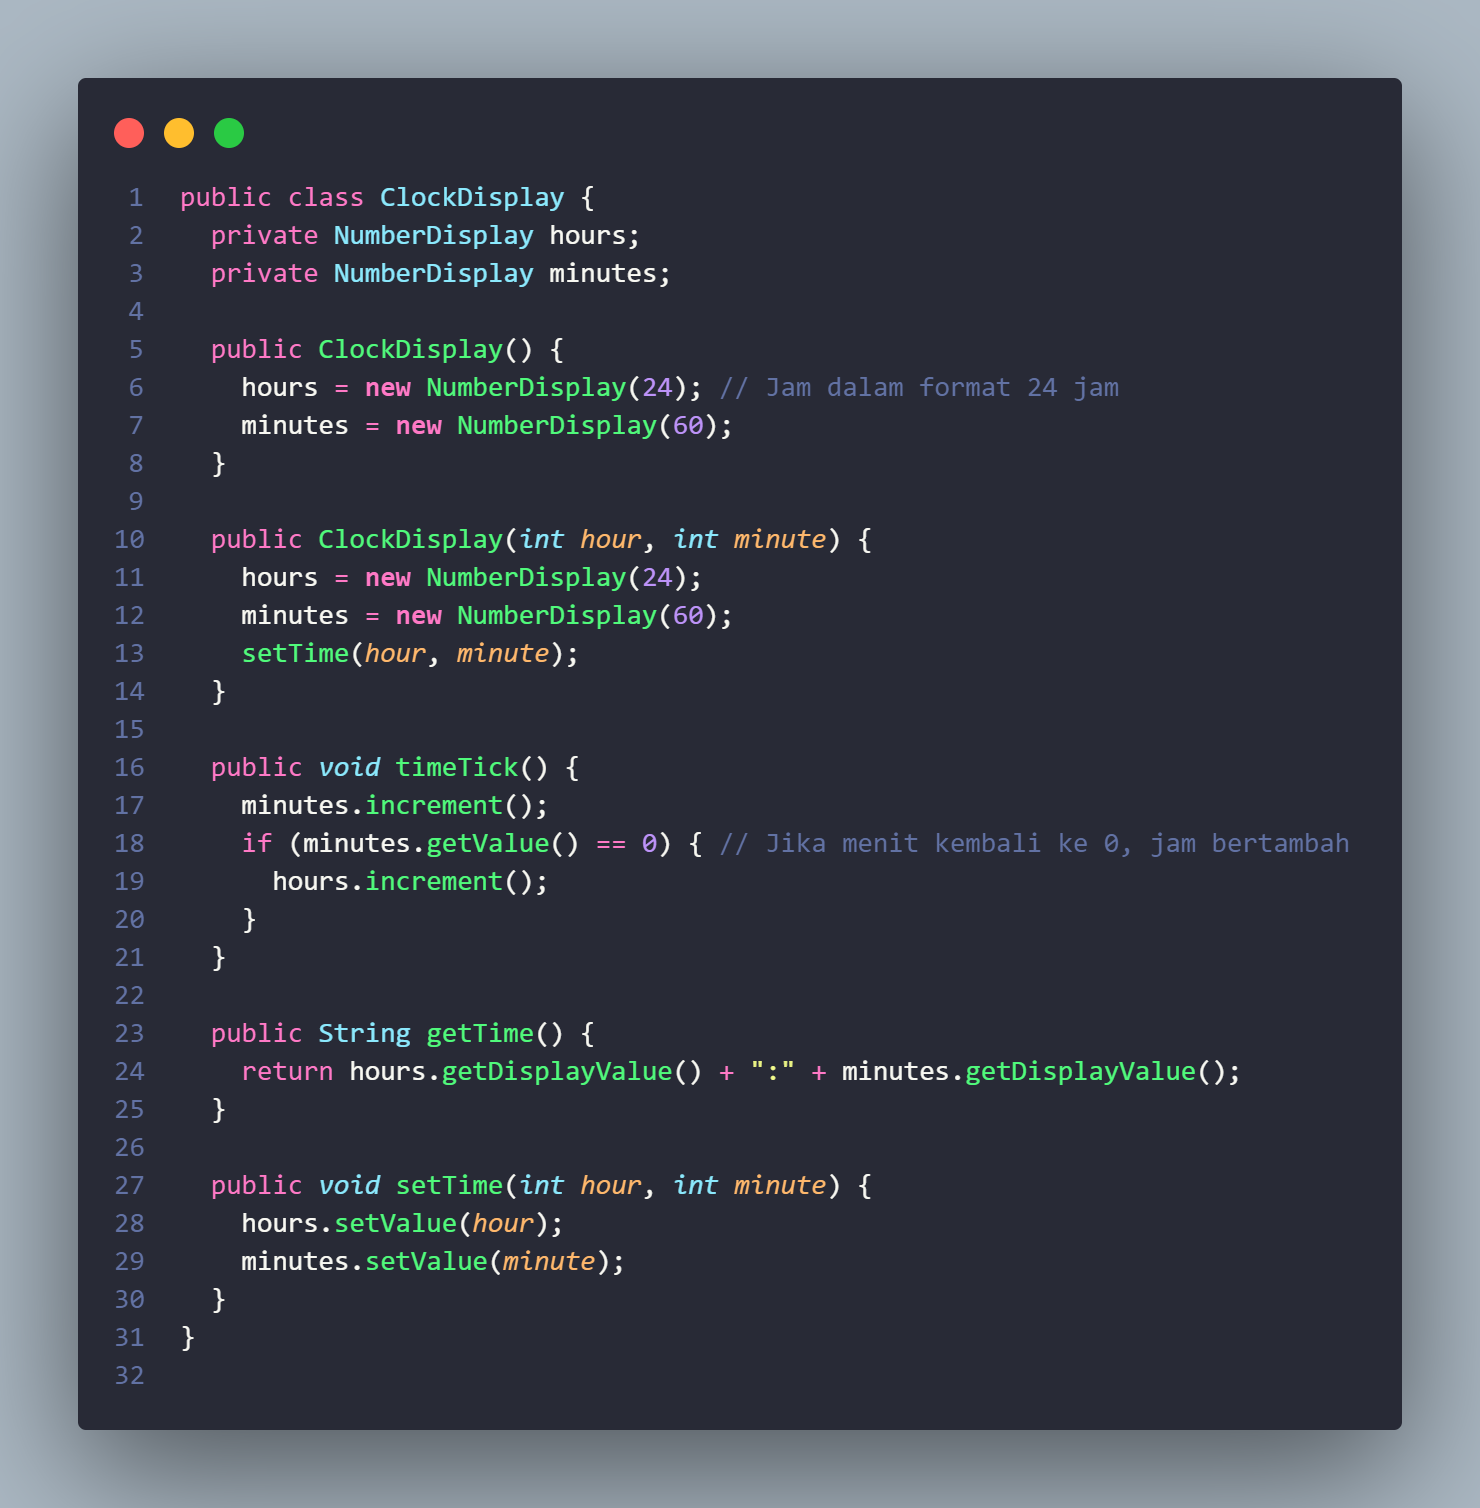 1 public class ClockDisplay {
2   private NumberDisplay hours;
3   private NumberDisplay minutes;
4
5   public ClockDisplay() {
6     hours = new NumberDisplay(24); // Jam dalam format 24 jam
7     minutes = new NumberDisplay(60);
8   }
9
10   public ClockDisplay(int hour, int minute) {
11     hours = new NumberDisplay(24);
12     minutes = new NumberDisplay(60);
13     setTime(hour, minute);
14   }
15
16   public void timeTick() {
17     minutes.increment();
18     if (minutes.getValue() == 0) { // Jika menit kembali ke 0, jam bertambah
19       hours.increment();
20     }
21   }
22
23   public String getTime() {
24     return hours.getDisplayValue() + ":" + minutes.getDisplayValue();
25   }
26
27   public void setTime(int hour, int minute) {
28     hours.setValue(hour);
29     minutes.setValue(minute);
30   }
31 }
32